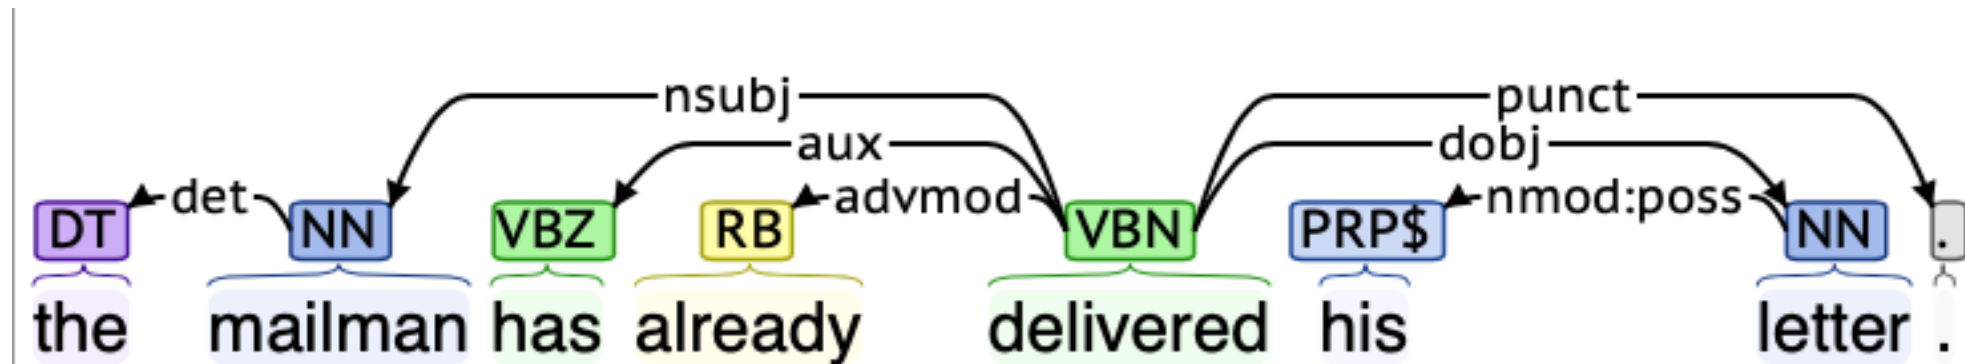 nsubj punct
aux dobj
det advmod nmod:poss
DT NN VBZ RB VBN PRP$ NN .
the mailman has already delivered his letter .